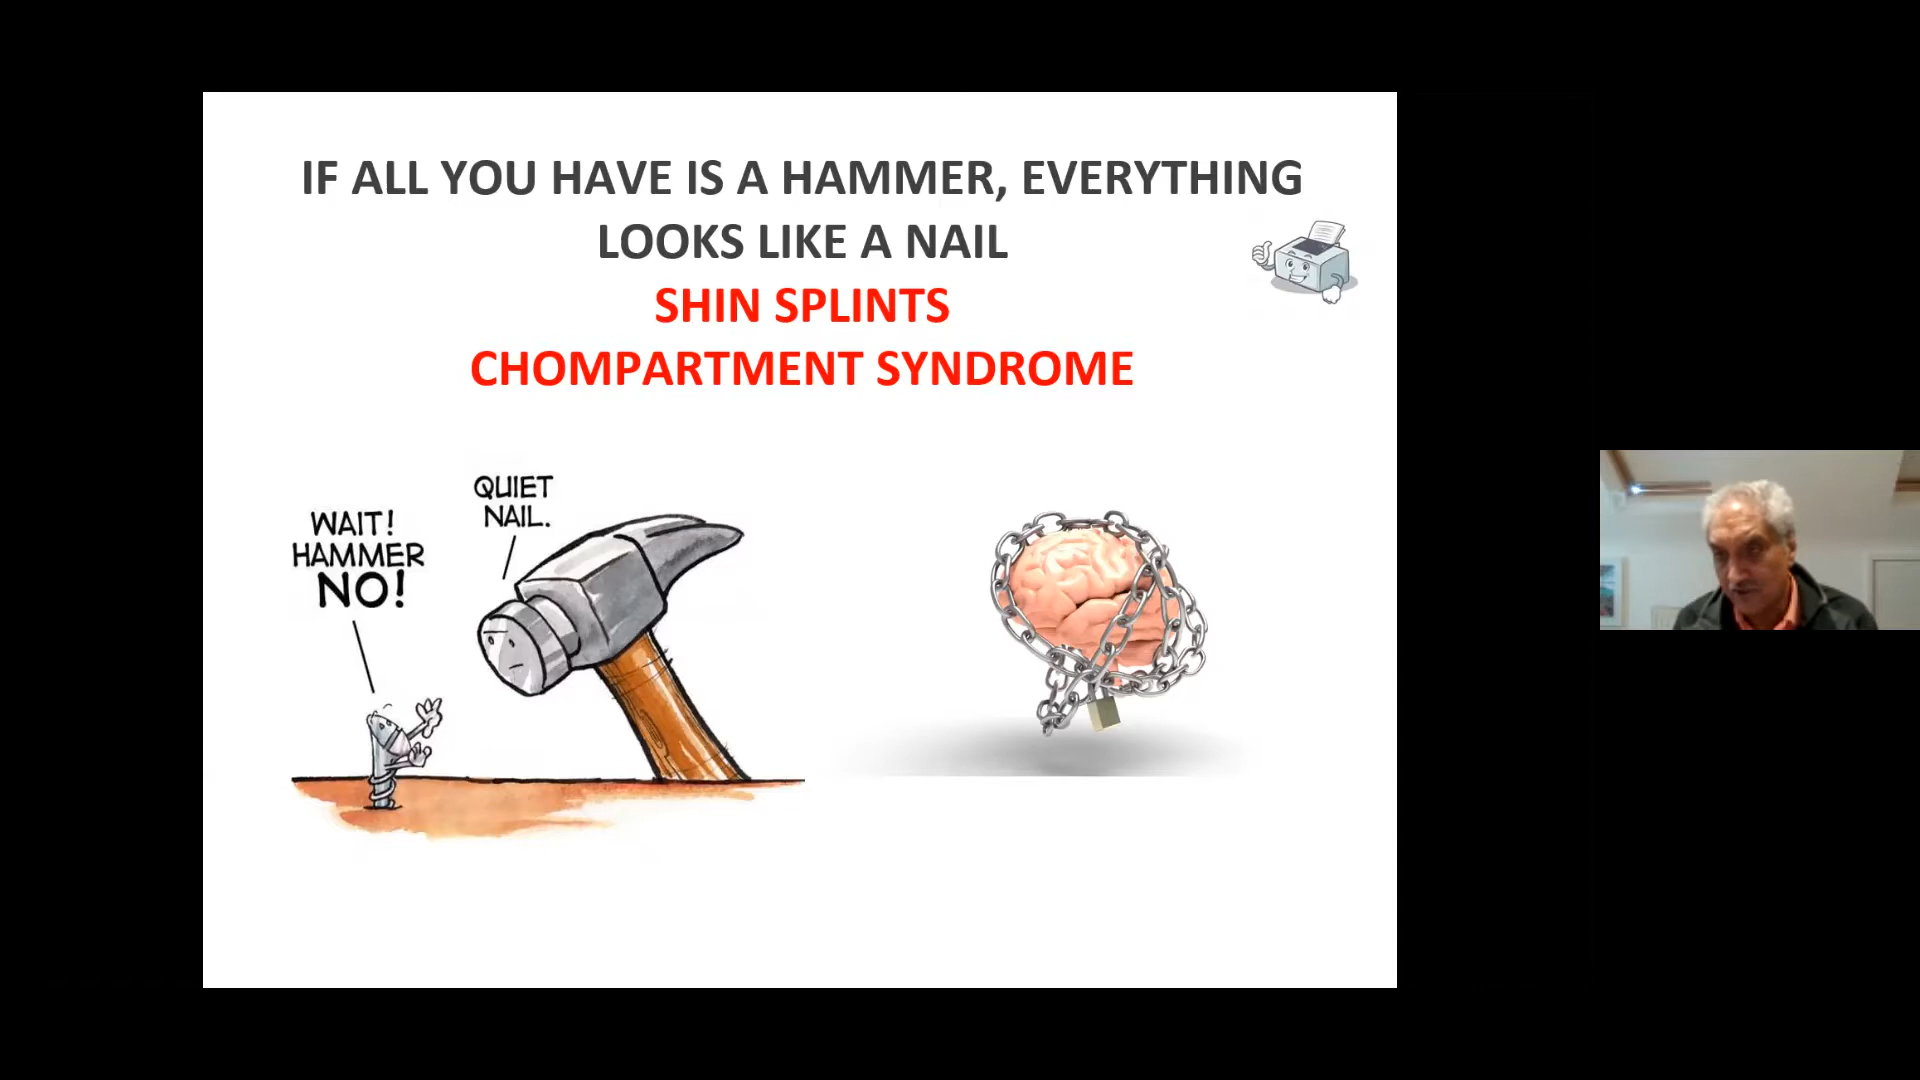 IF ALL YOU HAVE IS A HAMMER, EVERYTHING
LOOKS LIKE A NAIL
SHIN SPLINTS
CHOMPARTMENT SYNDROME
QUIET
NAIL.
WAIT!
HAMMER
NO!